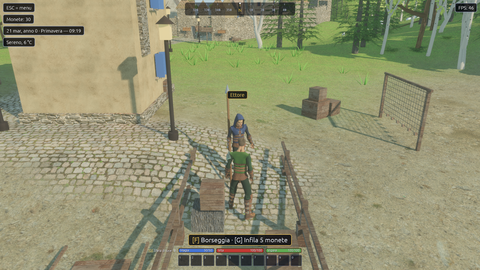 ESC = menu
Monete: 30
21 mar, anno 0 · Primavera — 09:19
Sereno, 6°C
FPS: 46
Ettore
[F] Borseggia · [G] Infila 5 monete